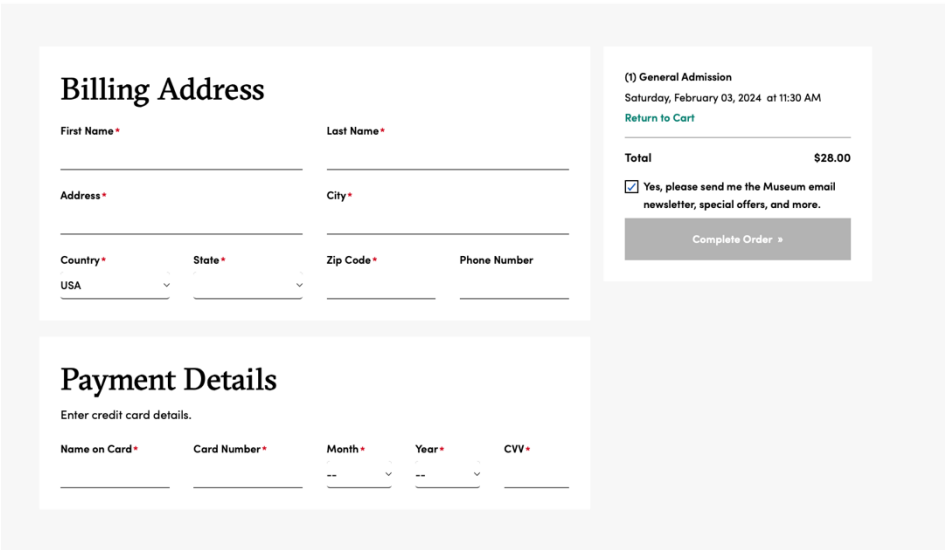 Billing Address
First Name*
Last Name*
Address*
City*
Country*
State*
Zip Code*
Phone Number
USA
Payment Details
Enter credit card details.
Name on Card*
Card Number*
Month*
Year*
CVV*
--
--
(1) General Admission
Saturday, February 03, 2024 at 11:30 AM
Return to Cart
Total
$28.00
Yes, please send me the Museum email
newsletter, special offers, and more.
Complete Order »